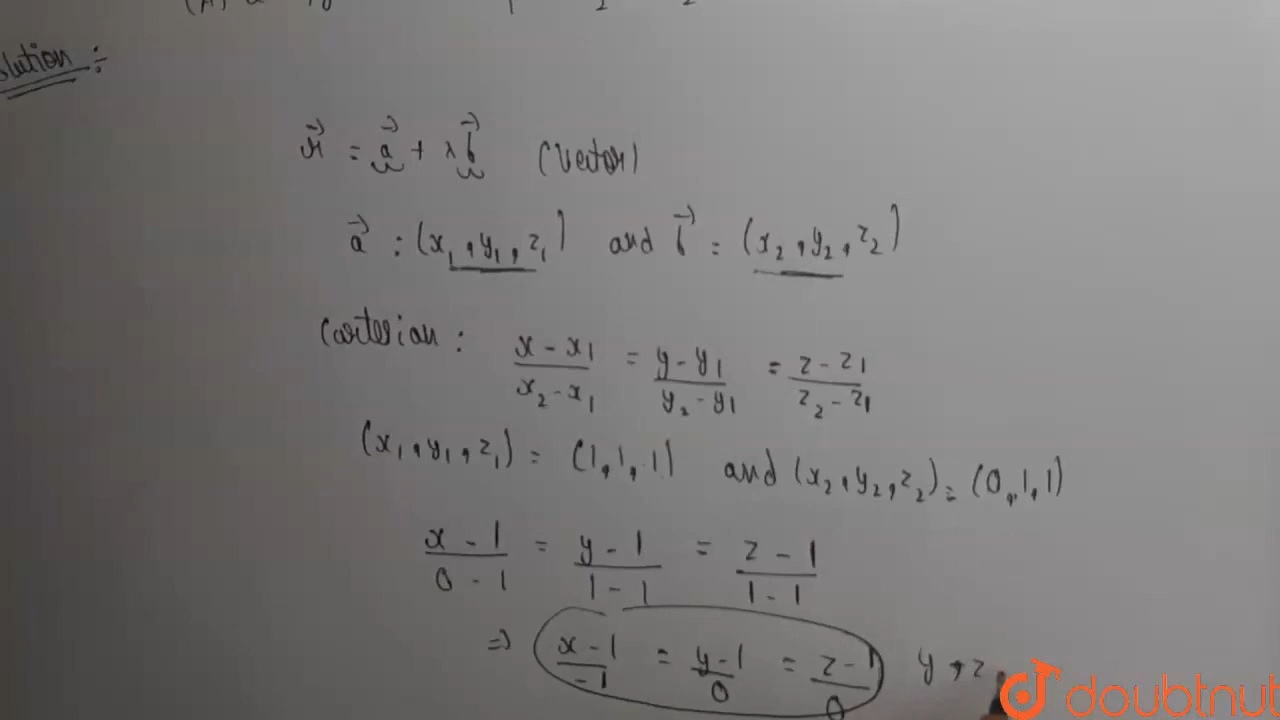 olution :-
r⃗ = a⃗ + λb⃗ (Vector)
a⃗ : (x₁, y₁, z₁) and b⃗ = (x₂, y₂, z₂)
Cartesian : (x - x₁)/(x₂ - x₁) = (y - y₁)/(y₂ - y₁) = (z - z₁)/(z₂ - z₁)
(x₁, y₁, z₁) = (1, 1, 1) and (x₂, y₂, z₂) = (0, 1, 1)
(x - 1)/(0 - 1) = (y - 1)/(1 - 1) = (z - 1)/(1 - 1)
⇒ (x - 1)/-1 = (y - 1)/0 = (z - 1)/0 y, z
doubtnut